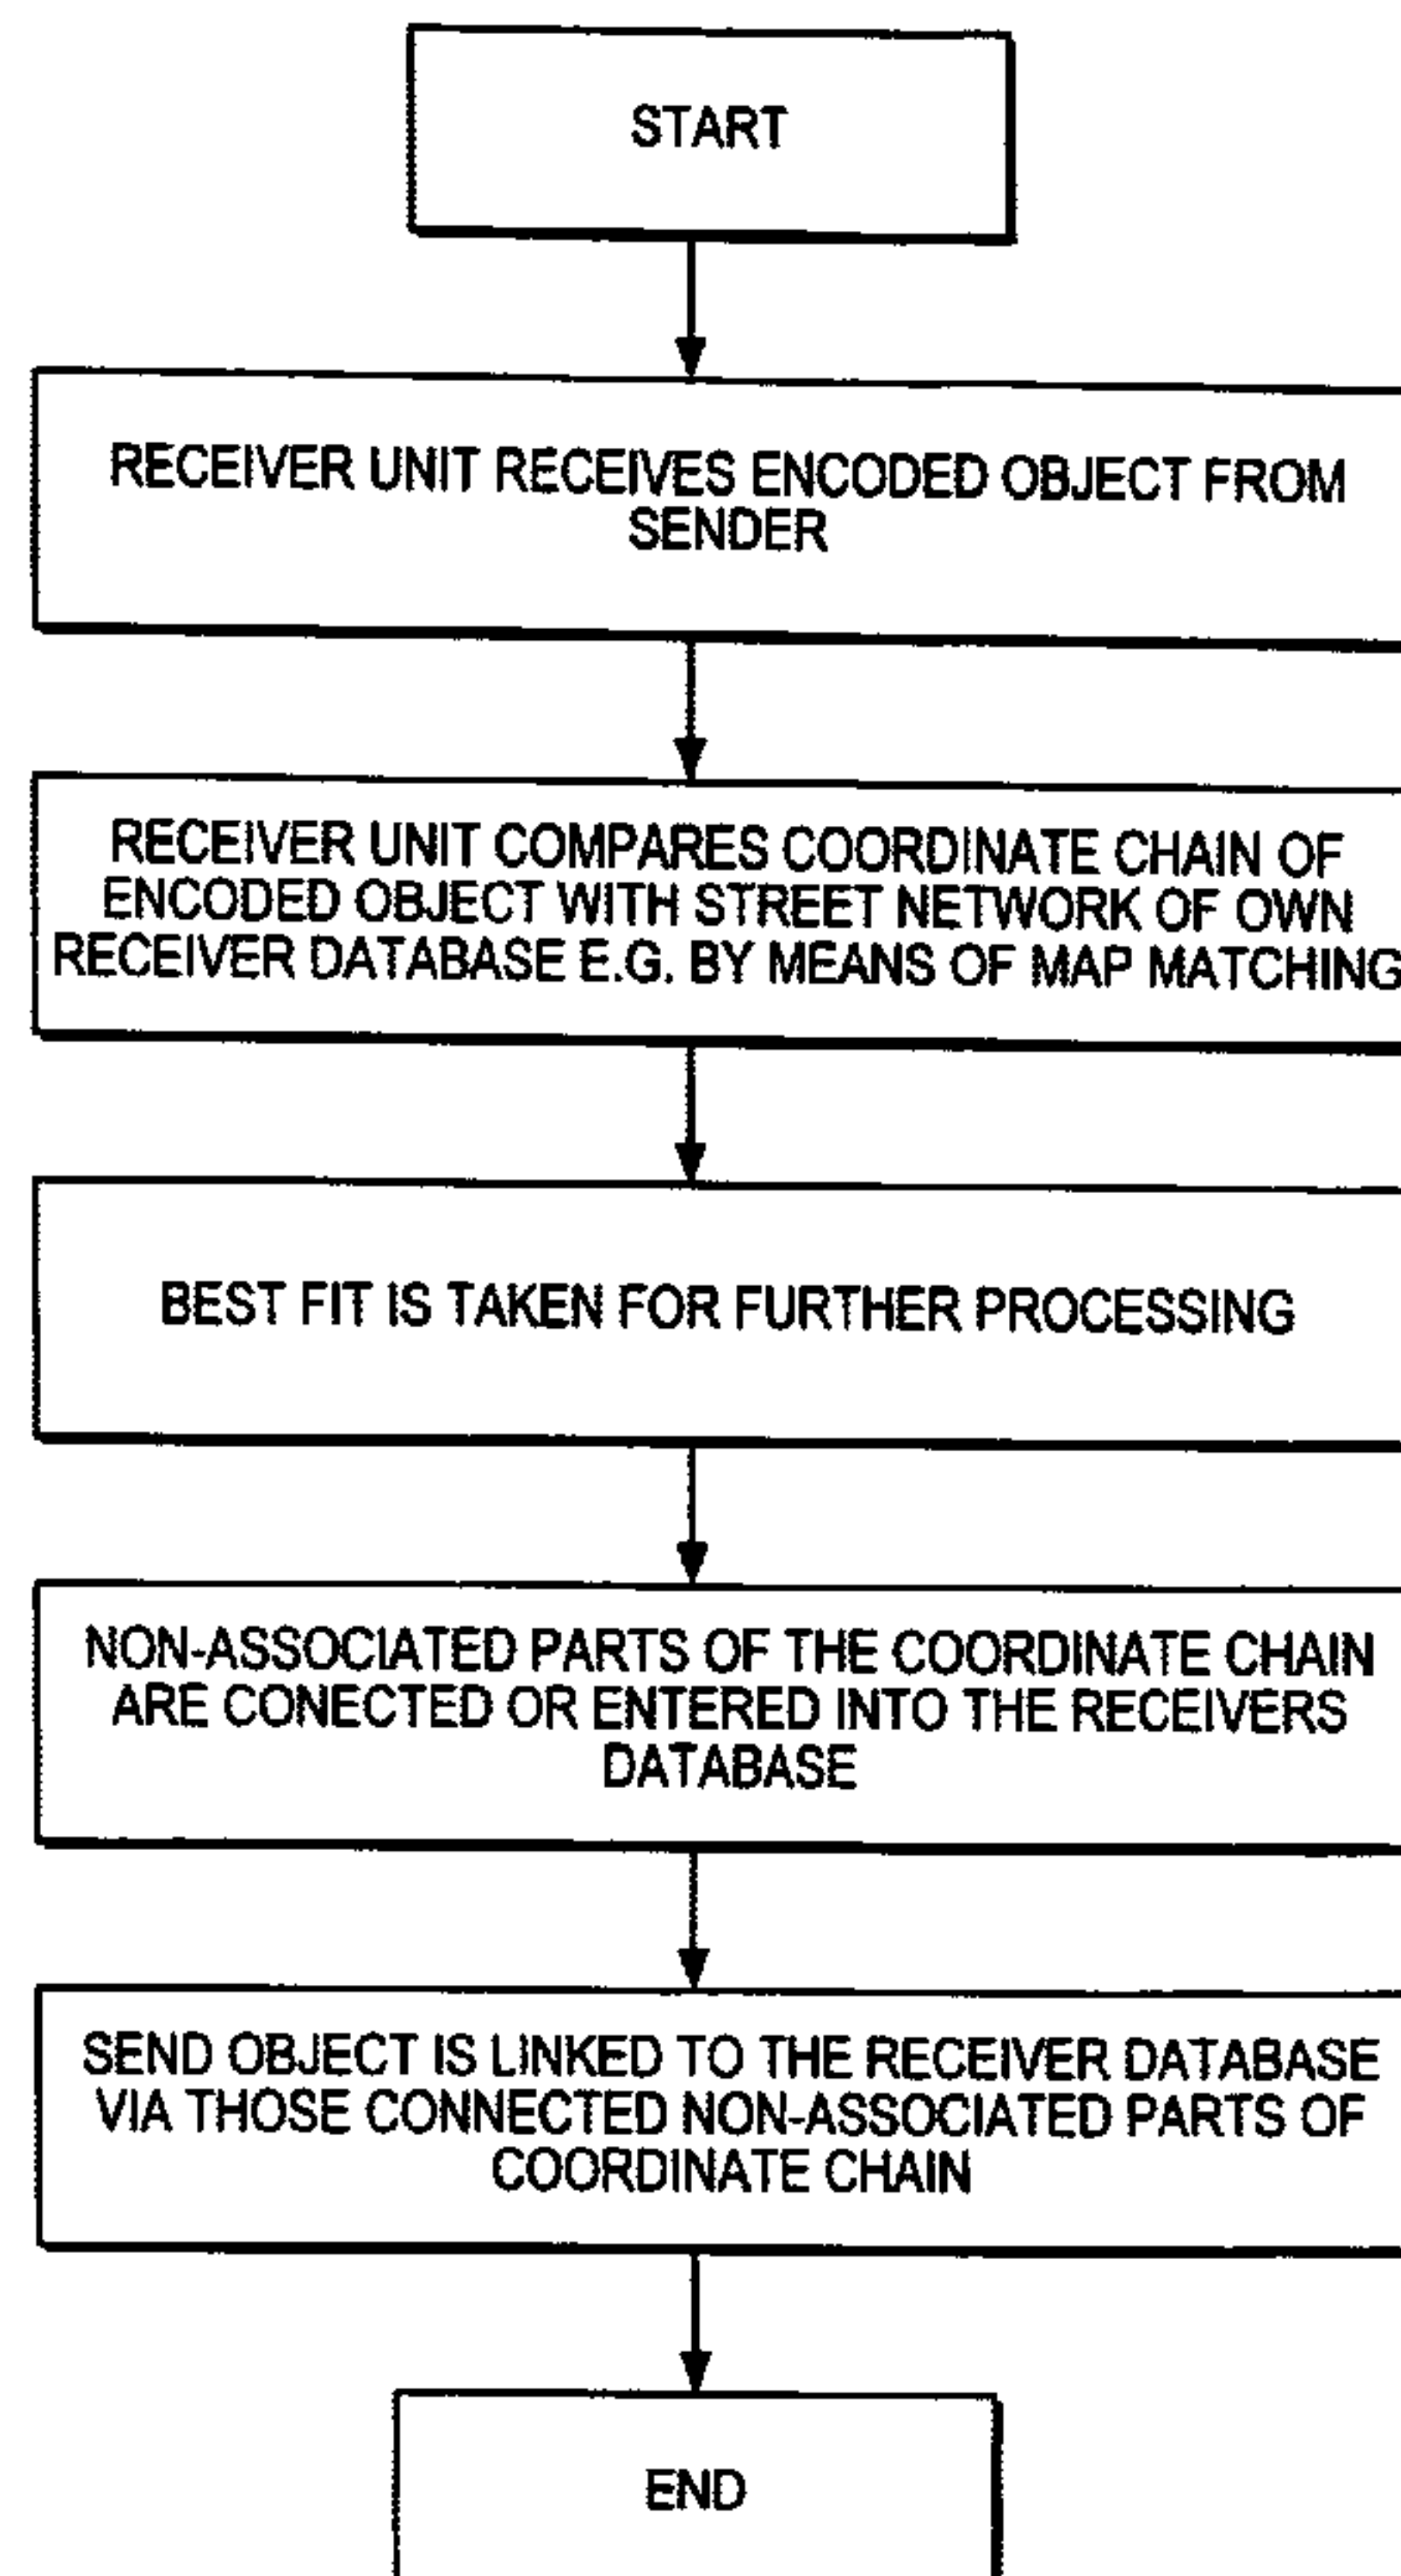 START
RECEIVER UNIT RECEIVES ENCODED OBJECT FROM
SENDER
RECEIVER UNIT COMPARES COORDINATE CHAIN OF
ENCODED OBJECT WITH STREET NETWORK OF OWN
RECEIVER DATABASE E.G. BY MEANS OF MAP MATCHING
BEST FIT IS TAKEN FOR FURTHER PROCESSING
NON-ASSOCIATED PARTS OF THE COORDINATE CHAIN
ARE CONECTED OR ENTERED INTO THE RECEIVERS
DATABASE
SEND OBJECT IS LINKED TO THE RECEIVER DATABASE
VIA THOSE CONNECTED NON-ASSOCIATED PARTS OF
COORDINATE CHAIN
END